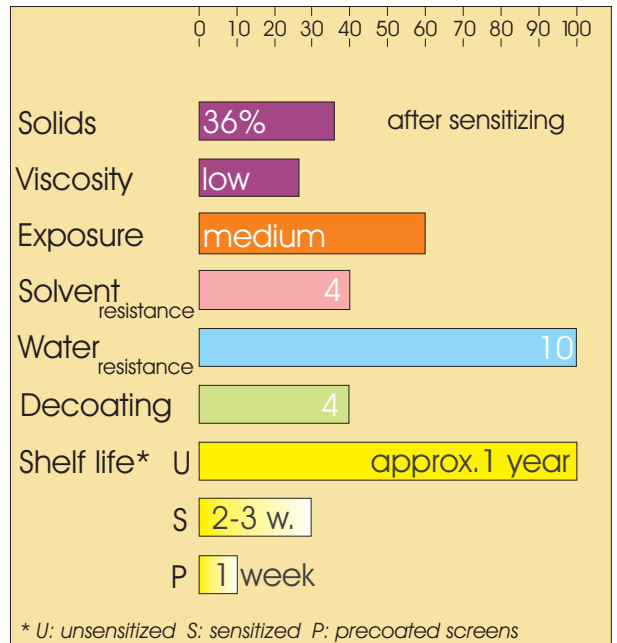 0 10 20 30 40 50 60 70 80 90 100
Solids 36% after sensitizing
Viscosity low
Exposure medium
Solvent resistance 4
Water resistance 10
Decoating 4
Shelf life* U approx.1 year
S 2-3 w.
P 1 week
* U: unsensitized S: sensitized P: precoated screens